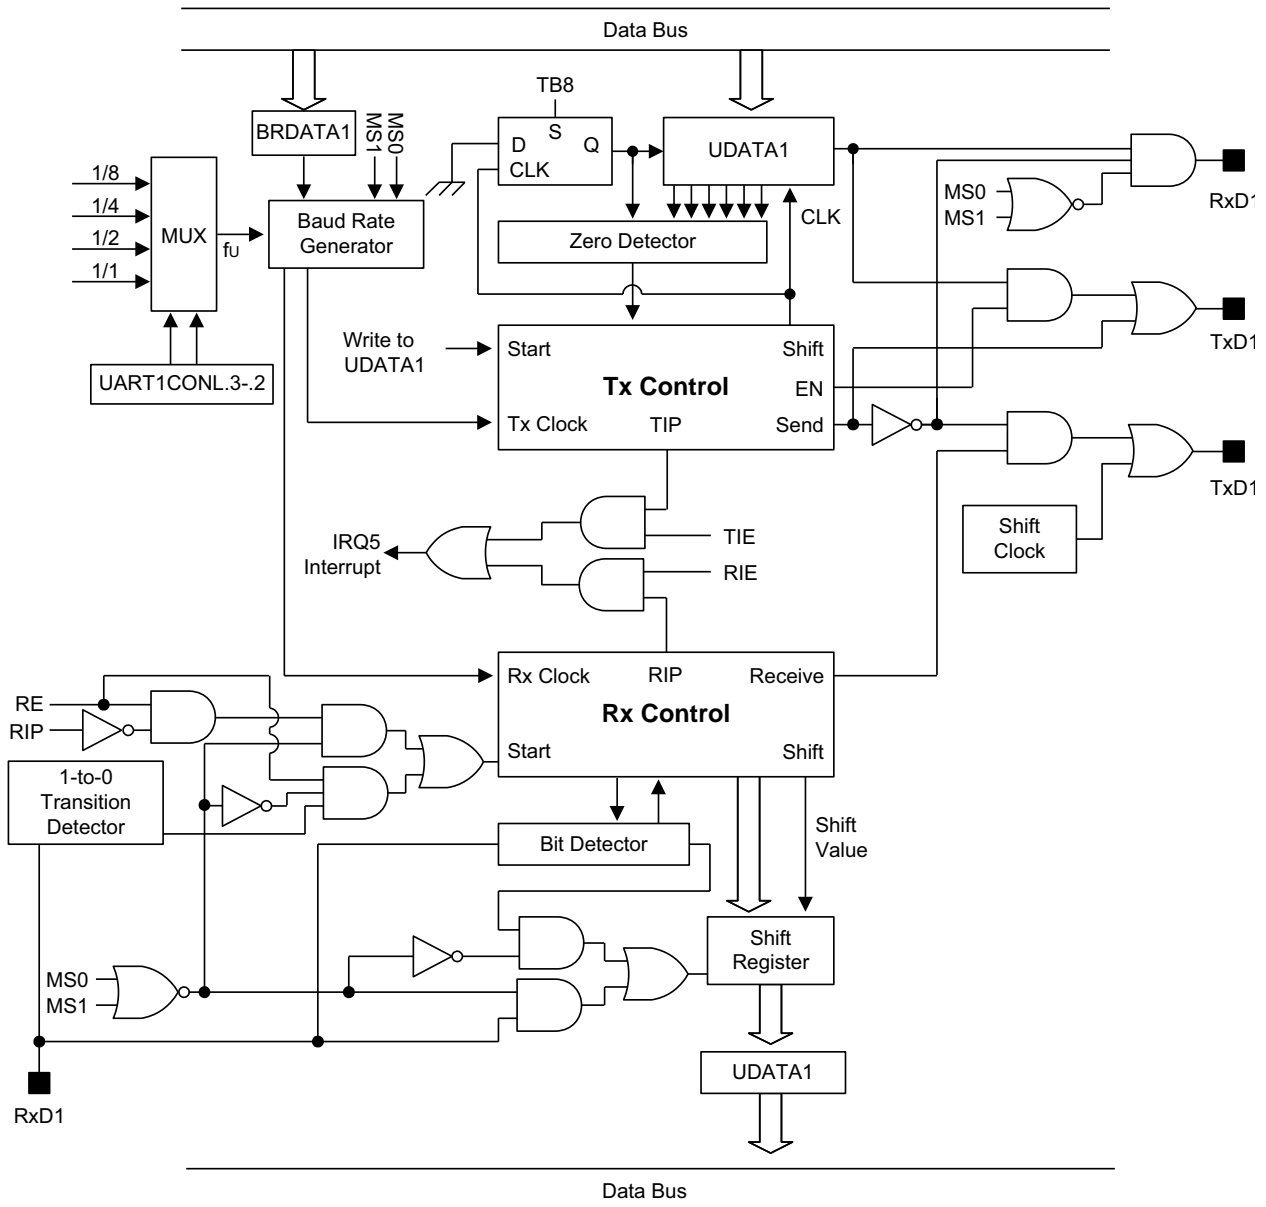 Data Bus
TB8
BRDATA1
MS1
MS0
S
D
Q
CLK
UDATA1
1/8
1/4
1/2
1/1
MUX
fU
Baud Rate
Generator
Zero Detector
CLK
MS0
MS1
RxD1
Write to
UDATA1
Start
Shift
Tx Control
EN
Tx Clock
TIP
Send
TxD1
UART1CONL.3-.2
TxD1
Shift
Clock
IRQ5
Interrupt
TIE
RIE
Rx Clock
RIP
Receive
Rx Control
Start
Shift
RE
RIP
1-to-0
Transition
Detector
Bit Detector
Shift
Value
Shift
Register
MS0
MS1
UDATA1
RxD1
Data Bus